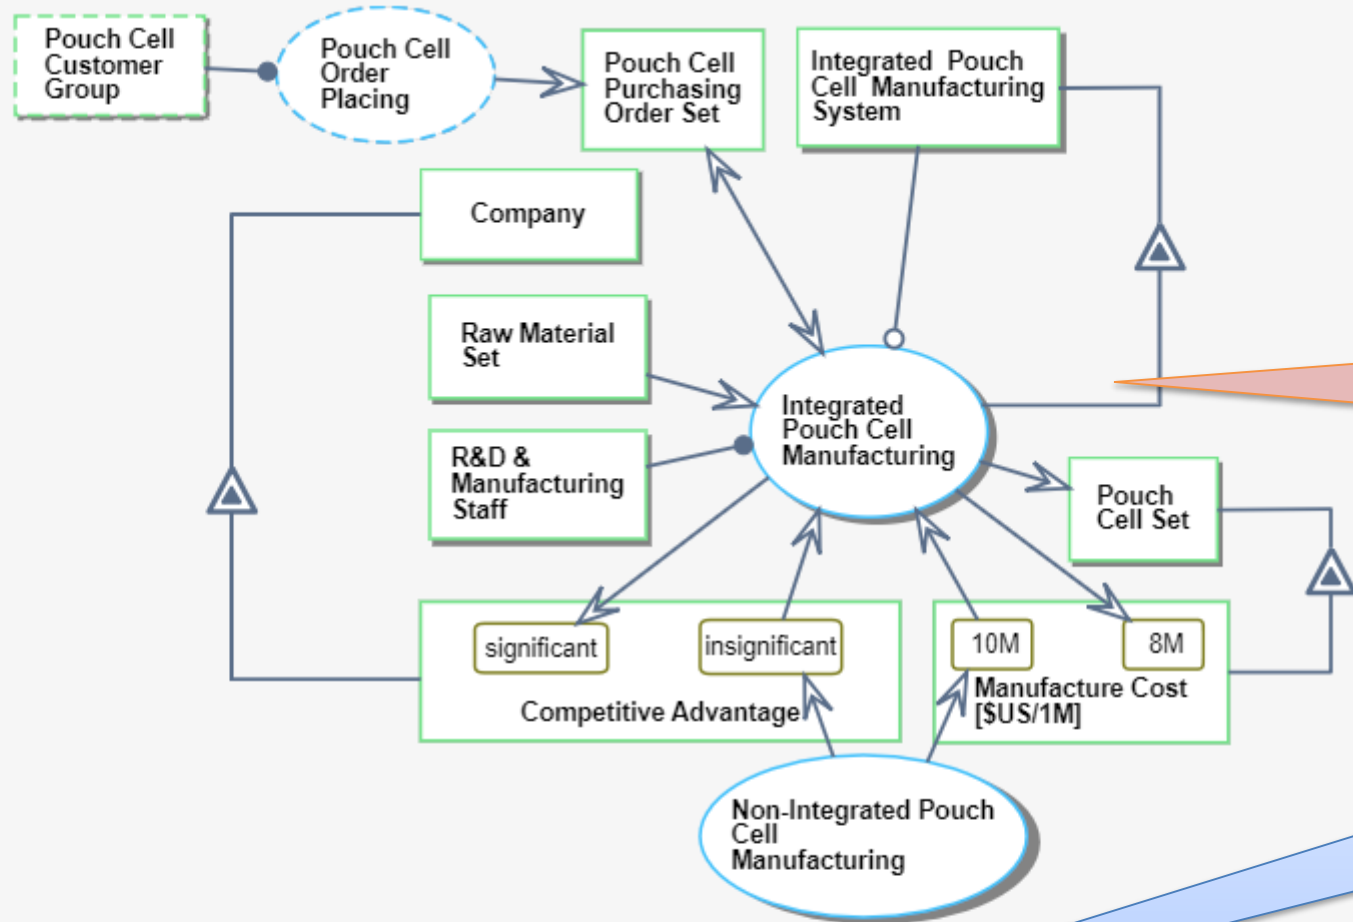 Pouch Cell
Customer
Group
Pouch Cell
Order
Placing
Pouch Cell
Purchasing
Order Set
Integrated Pouch
Cell Manufacturing
System
Company
Raw Material
Set
Integrated
Pouch Cell
Manufacturing
R&D &
Manufacturing
Staff
Pouch
Cell Set
significant
insignificant
Competitive Advantage
10M
8M
Manufacture Cost
[$US/1M]
Non-Integrated Pouch
Cell
Manufacturing